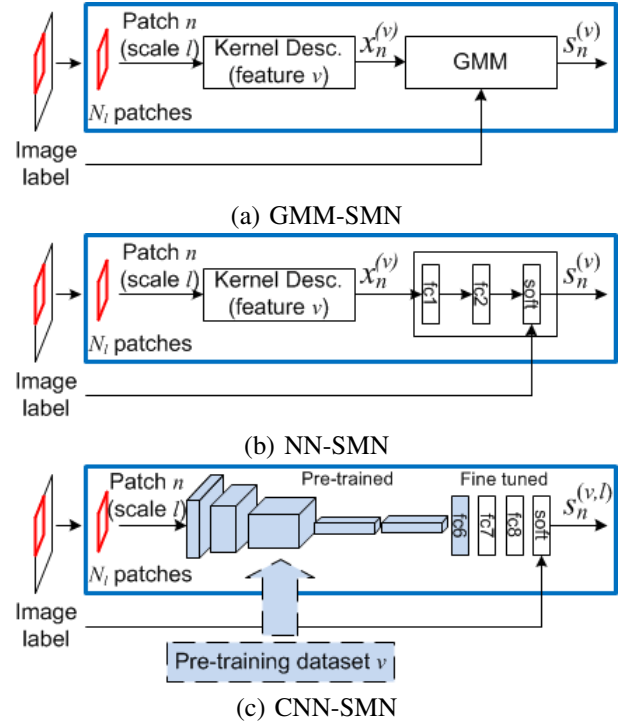 Patch n
(scale l)
Kernel Desc.
(feature v)
x_n^(v)
GMM
s_n^(v)
N_l patches
Image
label
(a) GMM-SMN
Patch n
(scale l)
Kernel Desc.
(feature v)
x_n^(v)
fc1
fc2
soft
s_n^(v)
N_l patches
Image
label
(b) NN-SMN
Patch n
(scale l)
Pre-trained
Fine tuned
fc6
fc7
fc8
soft
s_n^(v,l)
N_l patches
Image
label
Pre-training dataset v
(c) CNN-SMN